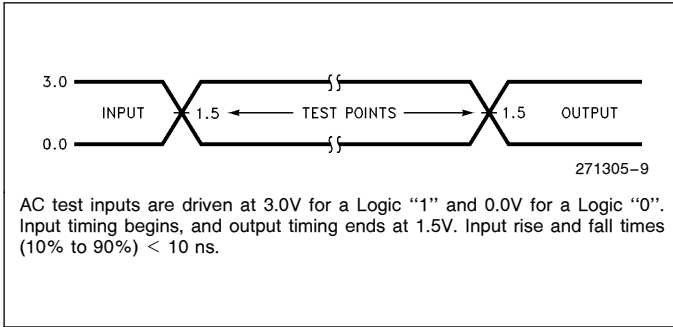 3.0
INPUT 1.5 TEST POINTS 1.5 OUTPUT
0.0
271305–9
AC test inputs are driven at 3.0V for a Logic ‘‘1’’ and 0.0V for a Logic ‘‘0’’.
Input timing begins, and output timing ends at 1.5V. Input rise and fall times
(10% to 90%) < 10 ns.